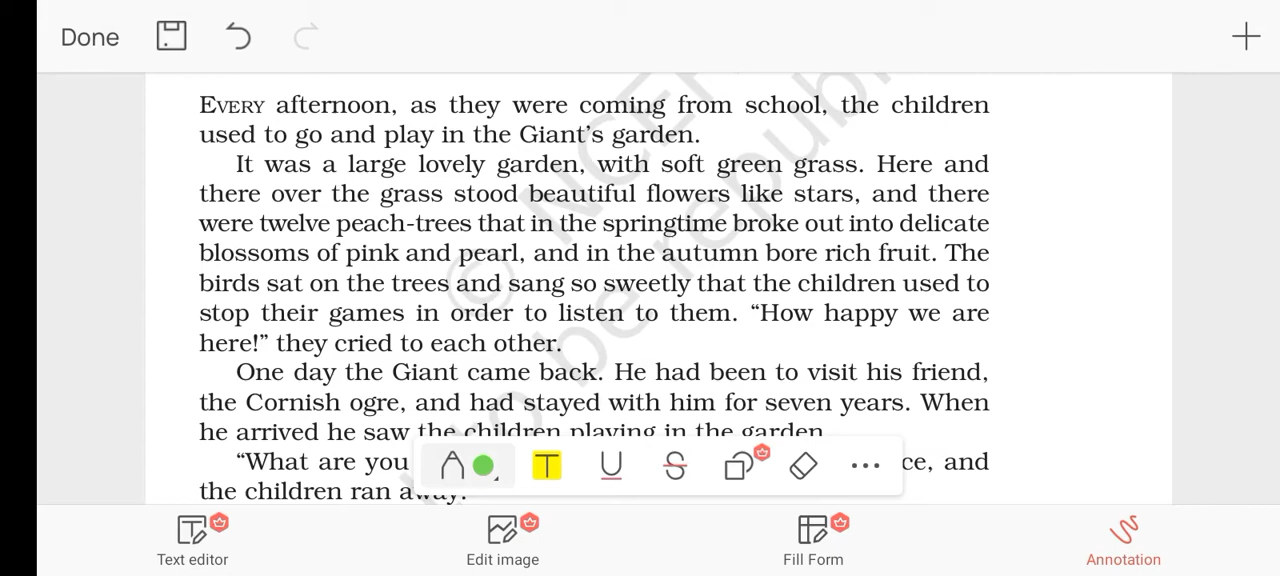 Done
EVERY afternoon, as they were coming from school, the children
used to go and play in the Giant's garden.
It was a large lovely garden, with soft green grass. Here and
there over the grass stood beautiful flowers like stars, and there
were twelve peach-trees that in the springtime broke out into delicate
blossoms of pink and pearl, and in the autumn bore rich fruit. The
birds sat on the trees and sang so sweetly that the children used to
stop their games in order to listen to them. “How happy we are
here!” they cried to each other.
One day the Giant came back. He had been to visit his friend,
the Cornish ogre, and had stayed with him for seven years. When
he arrived he saw the children playing in the garden.
“What are you ce, and
the children ran away.
T U S
Text editor Edit image Fill Form Annotation
© NCER
be republi